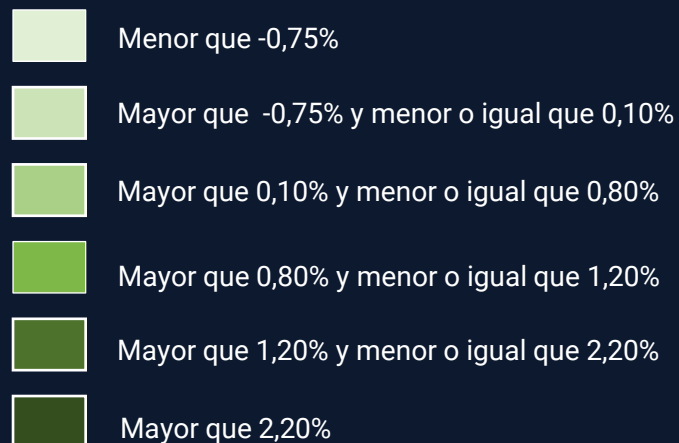 Menor que -0,75%
Mayor que -0,75% y menor o igual que 0,10%
Mayor que 0,10% y menor o igual que 0,80%
Mayor que 0,80% y menor o igual que 1,20%
Mayor que 1,20% y menor o igual que 2,20%
Mayor que 2,20%